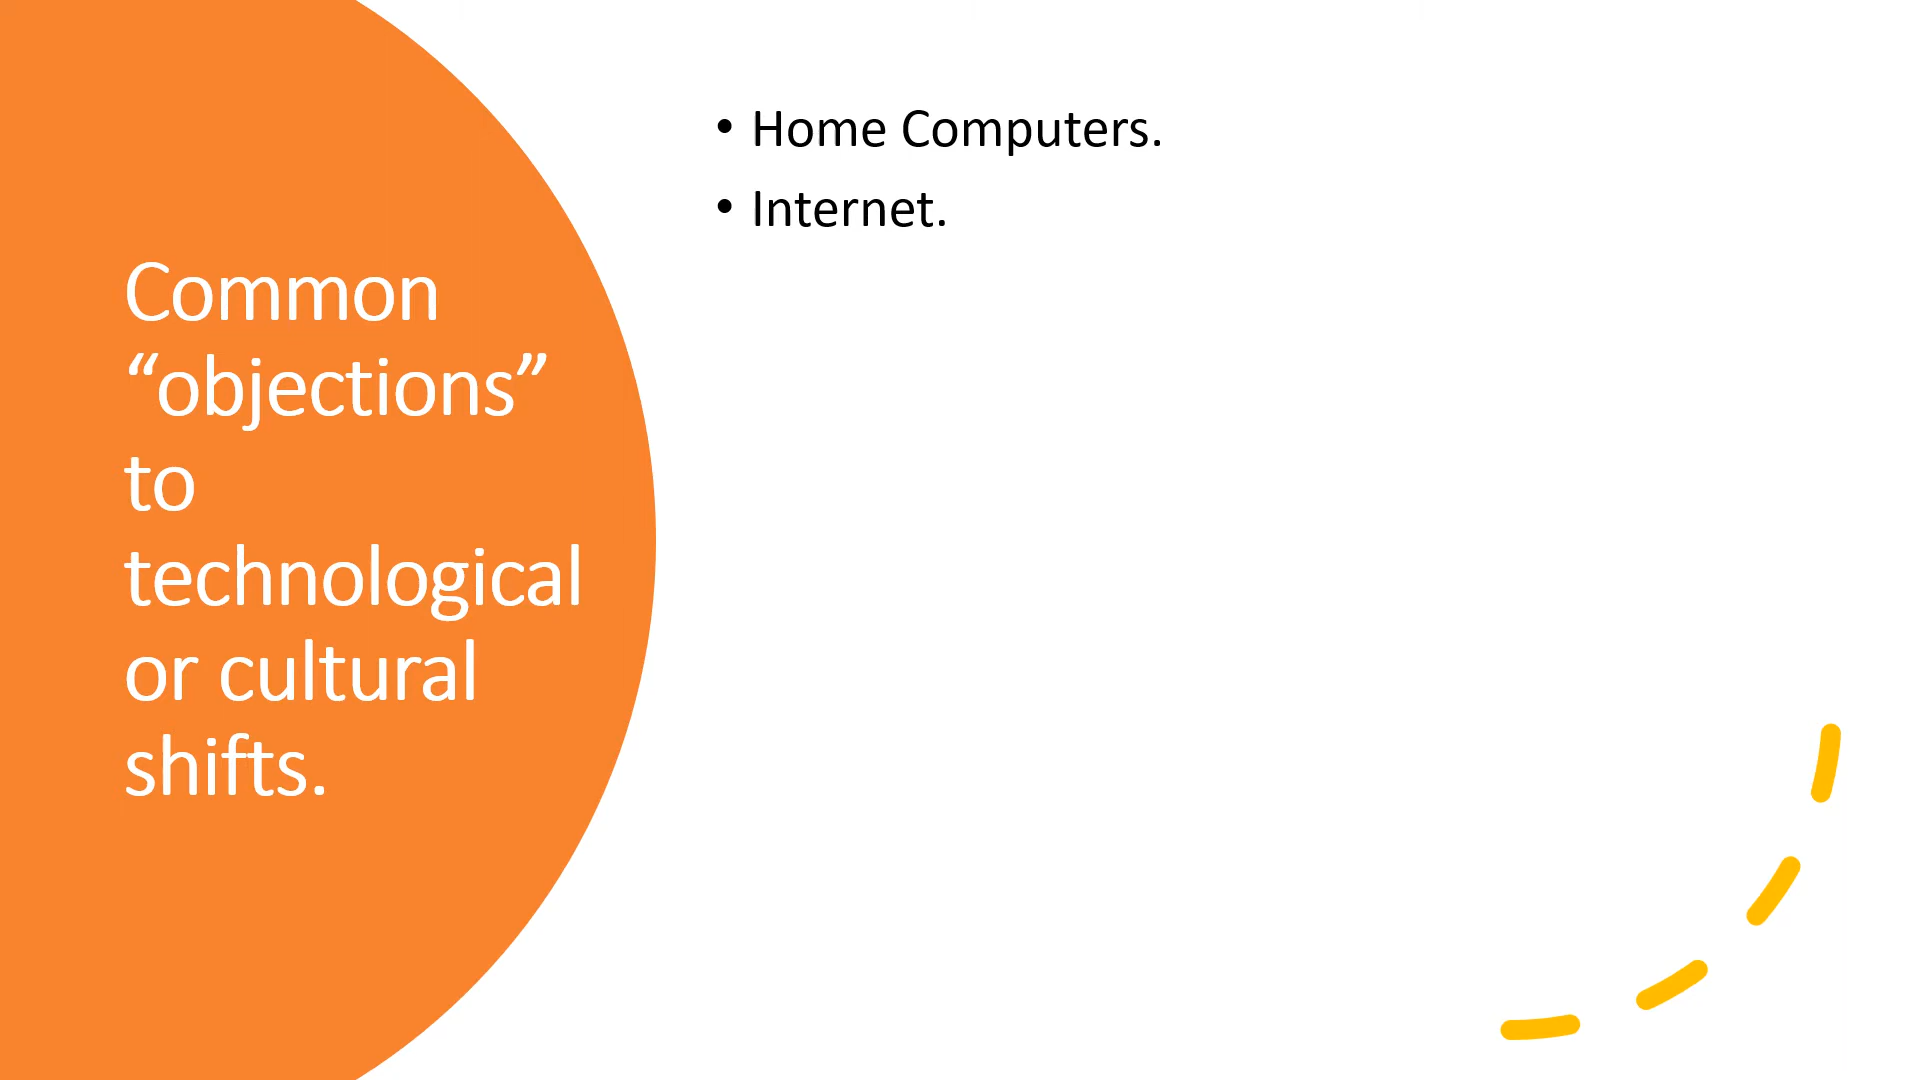 Common
“objections”
to
technological
or cultural
shifts.
• Home Computers.
• Internet.